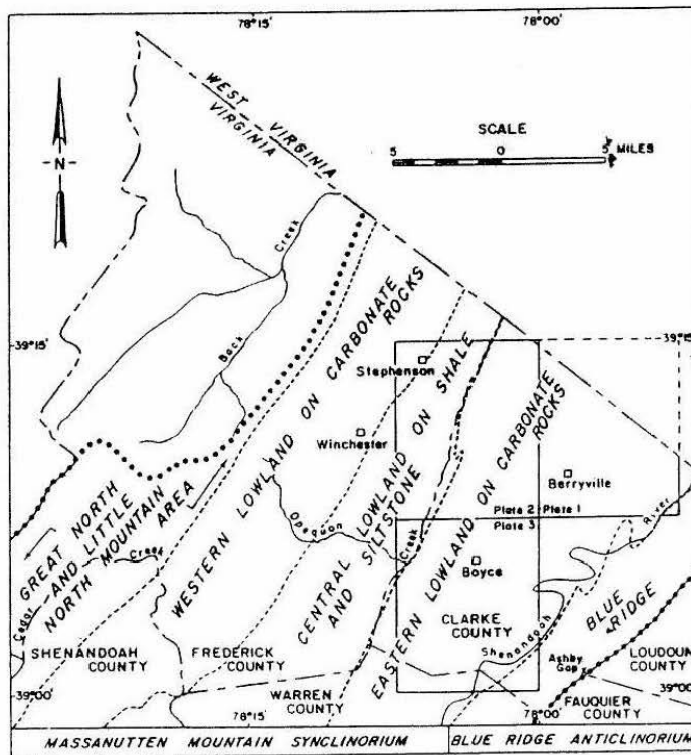 78°15'
78°00'
WEST VIRGINIA
VIRGINIA
N
SCALE
5 0 5 MILES
Back Creek
39°15'
39°15'
WESTERN LOWLAND ON CARBONATE
ROCKS
Stephenson
Winchester
CENTRAL LOWLAND ON SHALE
AND SILTSTONE
EASTERN LOWLAND ON CARBONATE
ROCKS
Berryville
Plate 2 Plate 1
Plate 3
Opequon Creek
River
GREAT NORTH
AND LITTLE
NORTH MOUNTAIN
AREA
Cedar Creek
Boyce
CLARKE
COUNTY
Shenandoah
BLUE RIDGE
Ashby
Gap
LOUDOUN
COUNTY
SHENANDOAH
COUNTY
FREDERICK
COUNTY
WARREN
COUNTY
FAUQUIER
COUNTY
39°00'
39°00'
78°15'
78°00'
MASSANUTTEN MOUNTAIN SYNCLINORIUM
BLUE RIDGE ANTICLINORIUM